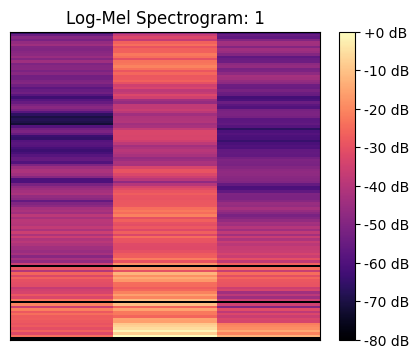 Log-Mel Spectrogram: 1
+0 dB
-10 dB
-20 dB
-30 dB
-40 dB
-50 dB
-60 dB
-70 dB
-80 dB